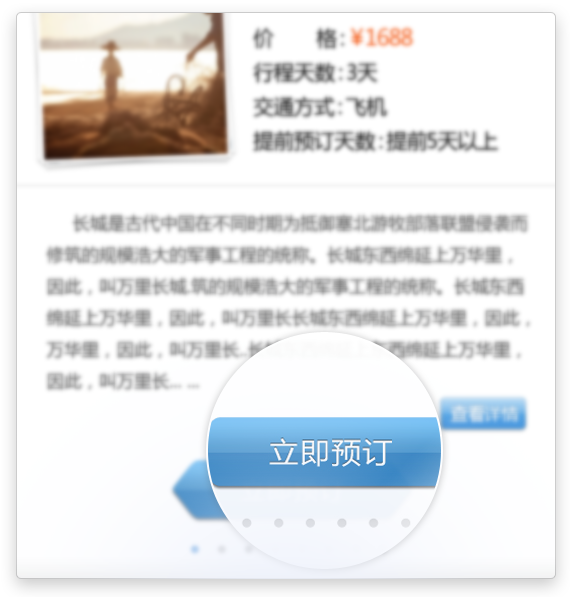 价 格:¥1688
行程天数:3天
交通方式:飞机
提前预订天数:提前5天以上
长城是古代中国在不同时期为抵御塞北游牧部落联盟侵袭而
修筑的规模浩大的军事工程的统称。长城东西绵延上万华里，
因此，叫万里长城.筑的规模浩大的军事工程的统称。长城东西
绵延上万华里，因此，叫万里长长城东西绵延上万华里，因此，
万华里，因此，叫万里长..长城东西绵延上万西绵延上万华里，
因此，叫万里长... ...
查看详情
立即预订